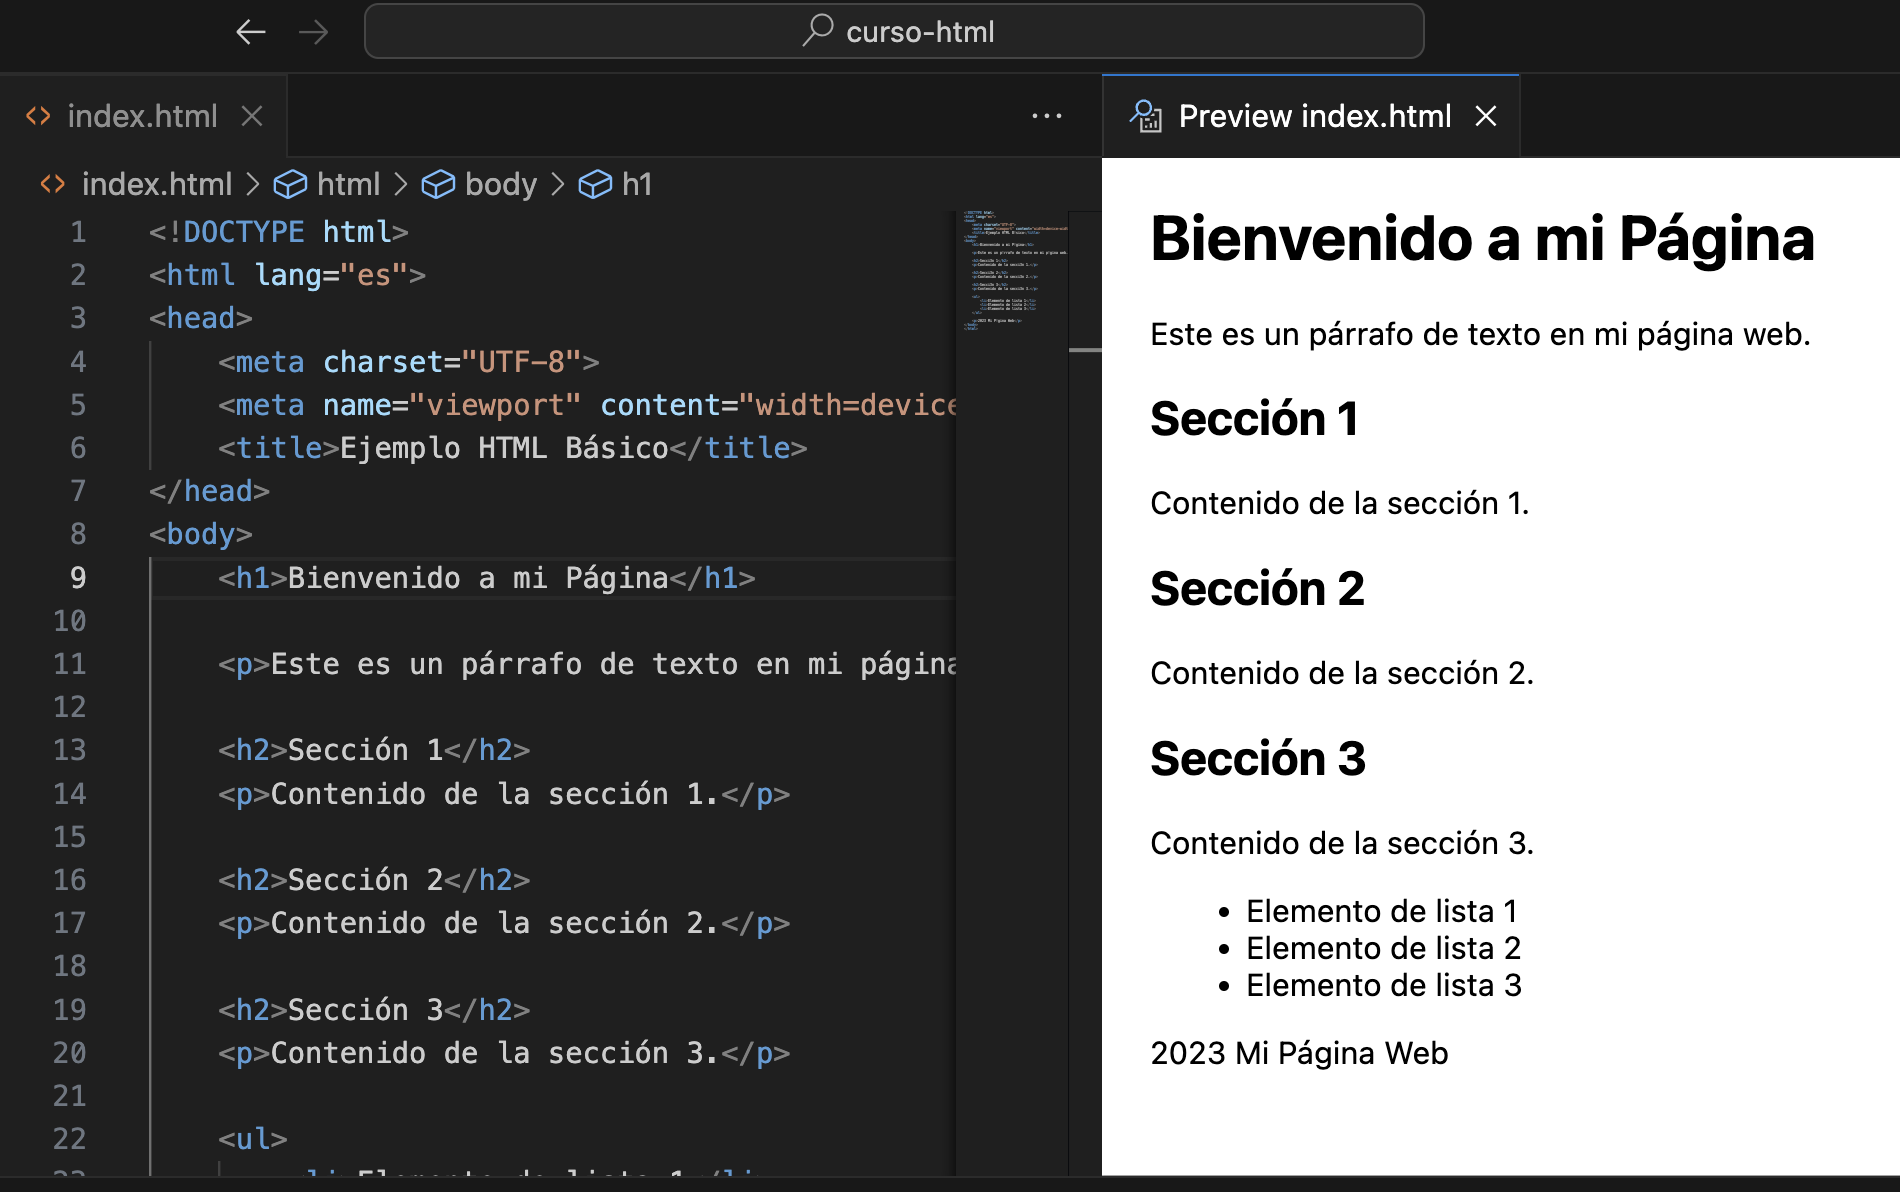 curso-html
index.html
Preview index.html
index.html > html > body > h1
1 <!DOCTYPE html>
2 <html lang="es">
3 <head>
4 <meta charset="UTF-8">
5 <meta name="viewport" content="width=device
6 <title>Ejemplo HTML Básico</title>
7 </head>
8 <body>
9 <h1>Bienvenido a mi Página</h1>
10
11 <p>Este es un párrafo de texto en mi página
12
13 <h2>Sección 1</h2>
14 <p>Contenido de la sección 1.</p>
15
16 <h2>Sección 2</h2>
17 <p>Contenido de la sección 2.</p>
18
19 <h2>Sección 3</h2>
20 <p>Contenido de la sección 3.</p>
21
22 <ul>
23 <li>Elemento de lista 1</li>
Bienvenido a mi Página
Este es un párrafo de texto en mi página web.
Sección 1
Contenido de la sección 1.
Sección 2
Contenido de la sección 2.
Sección 3
Contenido de la sección 3.
• Elemento de lista 1
• Elemento de lista 2
• Elemento de lista 3
2023 Mi Página Web